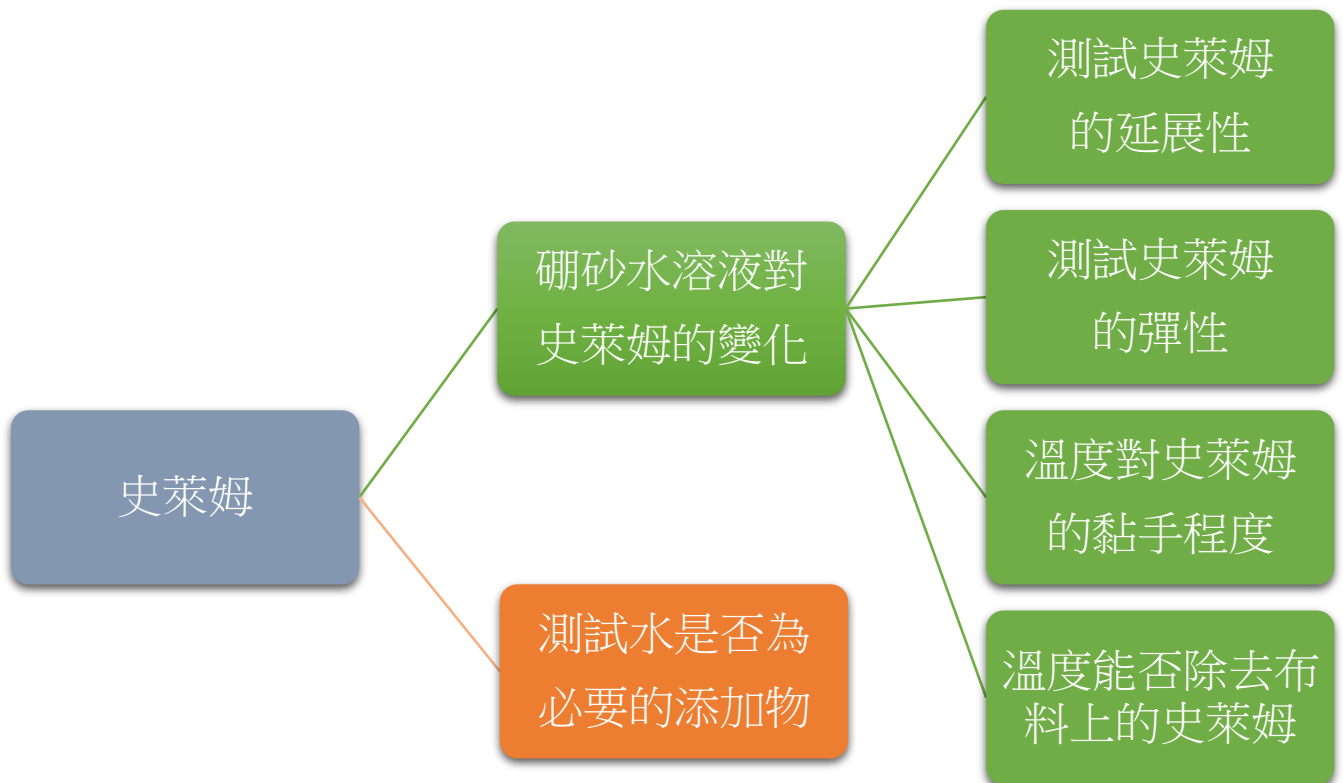 史萊姆
硼砂水溶液對
史萊姆的變化
測試水是否為
必要的添加物
測試史萊姆
的延展性
測試史萊姆
的彈性
溫度對史萊姆
的黏手程度
溫度能否除去布
料上的史萊姆